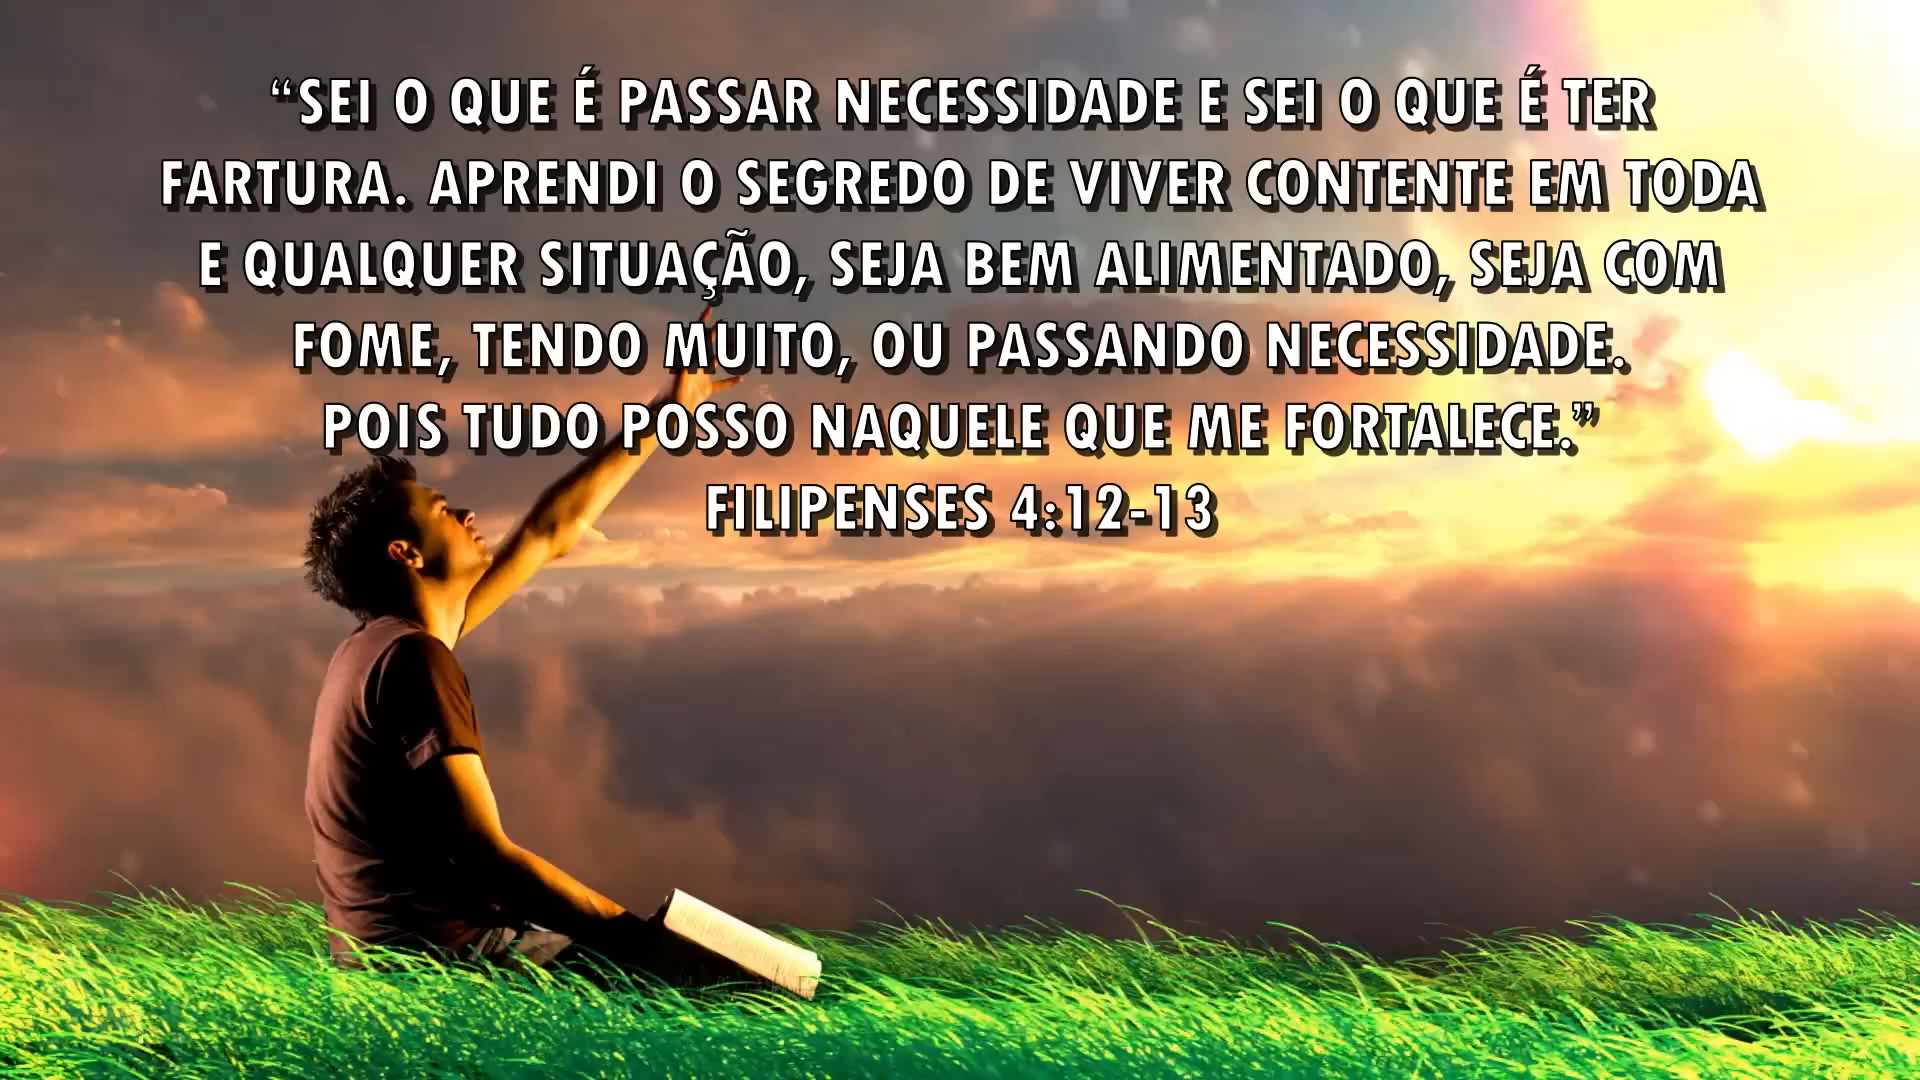 “SEI O QUE É PASSAR NECESSIDADE E SEI O QUE É TER
FARTURA. APRENDI O SEGREDO DE VIVER CONTENTE EM TODA
E QUALQUER SITUAÇÃO, SEJA BEM ALIMENTADO, SEJA COM
FOME, TENDO MUITO, OU PASSANDO NECESSIDADE.
POIS TUDO POSSO NAQUELE QUE ME FORTALECE.”
FILIPENSES 4:12-13